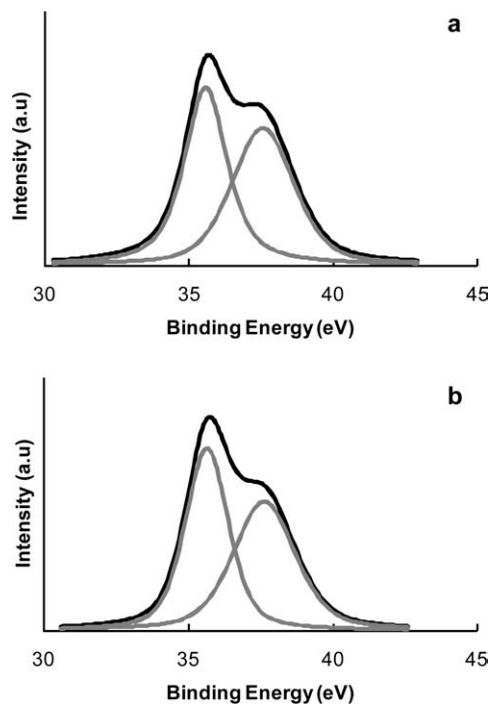 a
Intensity (a.u)
30 35 40 45
Binding Energy (eV)
b
Intensity (a.u)
30 35 40 45
Binding Energy (eV)